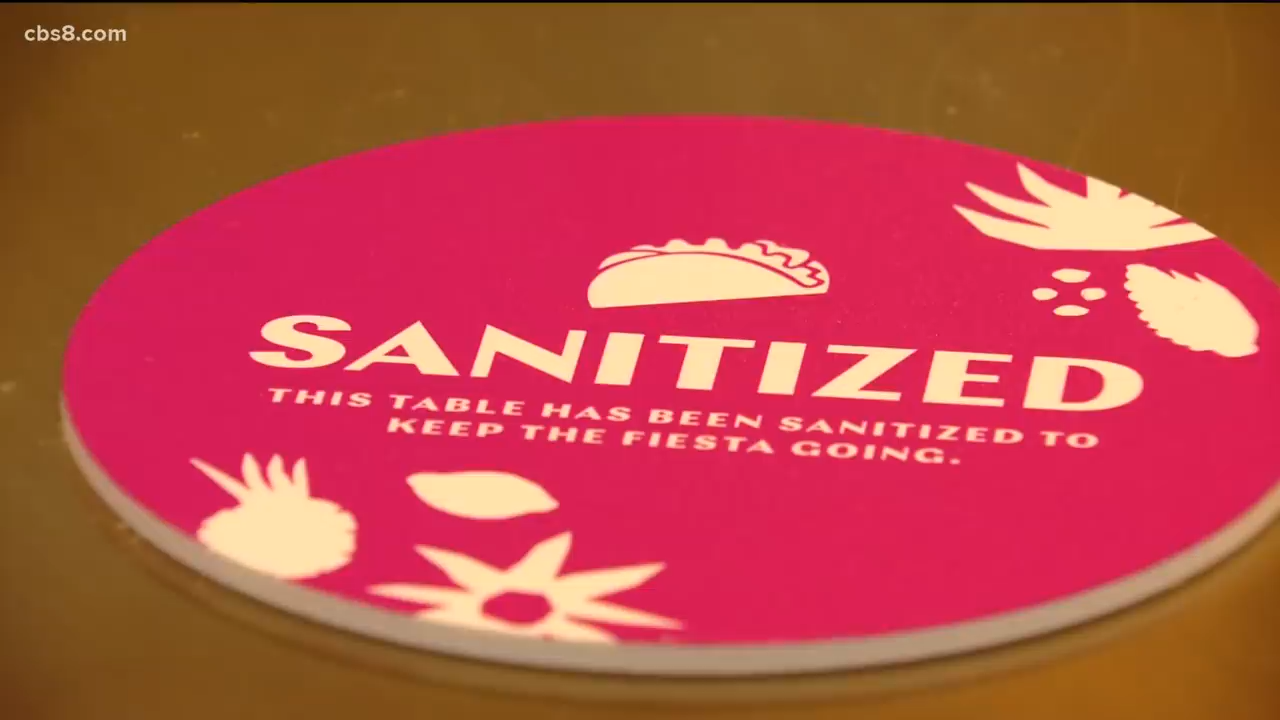 cbs8.com
SANITIZED
THIS TABLE HAS BEEN SANITIZED TO
KEEP THE FIESTA GOING.